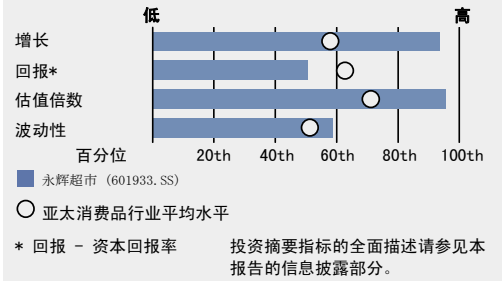 低 高
增长
回报*
估值倍数
波动性
百分位 20th 40th 60th 80th 100th
永辉超市 (601933.SS)
亚太消费品行业平均水平
* 回报 - 资本回报率 投资摘要指标的全面描述请参见本
报告的信息披露部分。